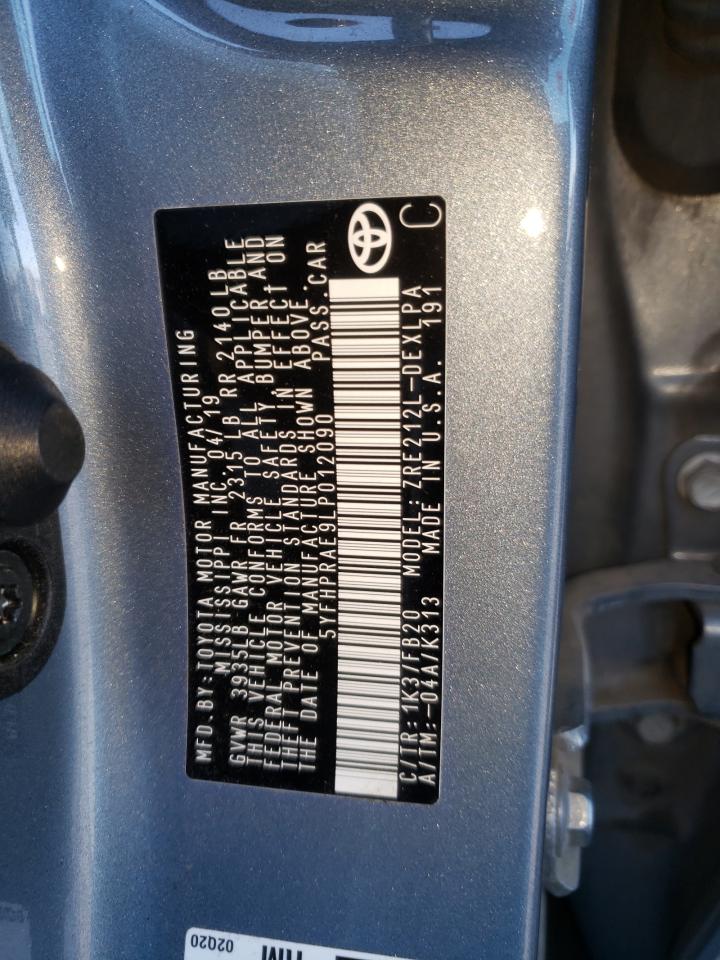 MFD.BY:TOYOTA MOTOR MANUFACTURING
MISSISSIPPI INC. 04/19
GVWR 3935LB GAWR FR 2315 LB RR 2140LB
THIS VEHICLE CONFORMS TO ALL APPLICABLE
FEDERAL MOTOR VEHICLE SAFETY, BUMPER AND
THEFT PREVENTION STANDARDS IN EFFECT ON
THE DATE OF MANUFACTURE SHOWN ABOVE.
5YFHPRAE9LP012090 PASS.CAR
C/TR: 1K3/FB20 MODEL: ZRE212L-DEXLPA
A/TM:-04A/K313 MADE IN U.S.A. 191 C
02Q20